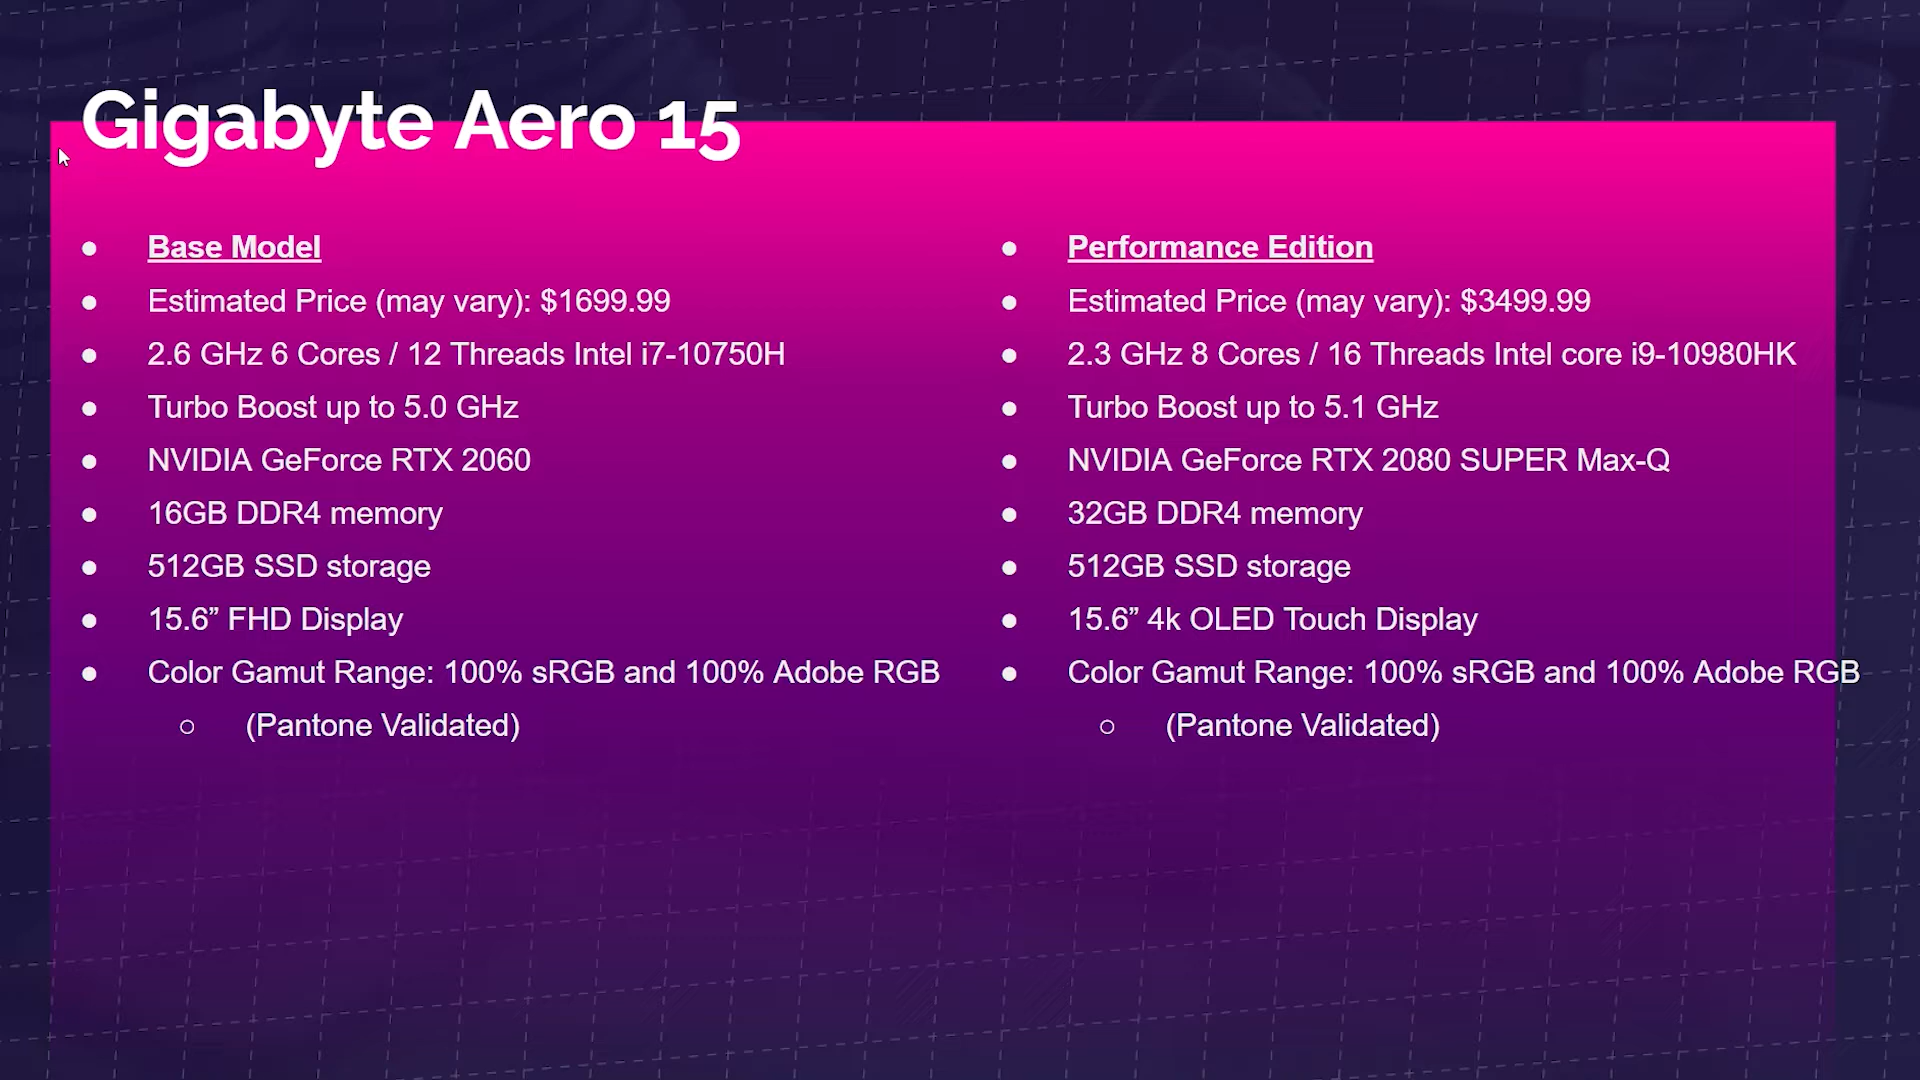 Gigabyte Aero 15
Base Model
Estimated Price (may vary): $1699.99
2.6 GHz 6 Cores / 12 Threads Intel i7-10750H
Turbo Boost up to 5.0 GHz
NVIDIA GeForce RTX 2060
16GB DDR4 memory
512GB SSD storage
15.6” FHD Display
Color Gamut Range: 100% sRGB and 100% Adobe RGB
(Pantone Validated)
Performance Edition
Estimated Price (may vary): $3499.99
2.3 GHz 8 Cores / 16 Threads Intel core i9-10980HK
Turbo Boost up to 5.1 GHz
NVIDIA GeForce RTX 2080 SUPER Max-Q
32GB DDR4 memory
512GB SSD storage
15.6” 4k OLED Touch Display
Color Gamut Range: 100% sRGB and 100% Adobe RGB
(Pantone Validated)